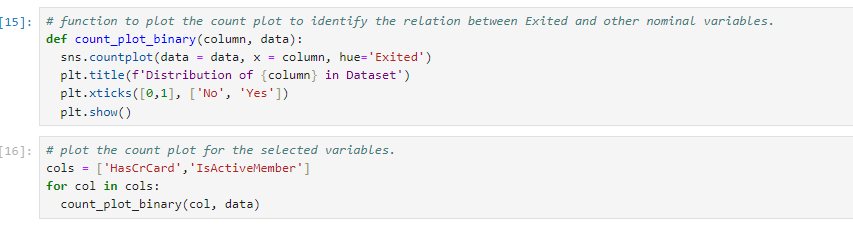 [15]: # function to plot the count plot to identify the relation between Exited and other nominal variables.
def count_plot_binary(column, data):
  sns.countplot(data = data, x = column, hue='Exited')
  plt.title(f'Distribution of {column} in Dataset')
  plt.xticks([0,1], ['No', 'Yes'])
  plt.show()
[16]: # plot the count plot for the selected variables.
cols = ['HasCrCard','IsActiveMember']
for col in cols:
  count_plot_binary(col, data)